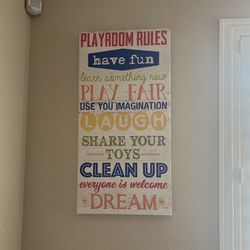 PLAYROOM RULES
have fun
learn something new
PLAY FAIR
USE YOU IMAGINATION
LAUGH
SHARE YOUR
TOYS
CLEAN UP
everyone is welcome
DREAM